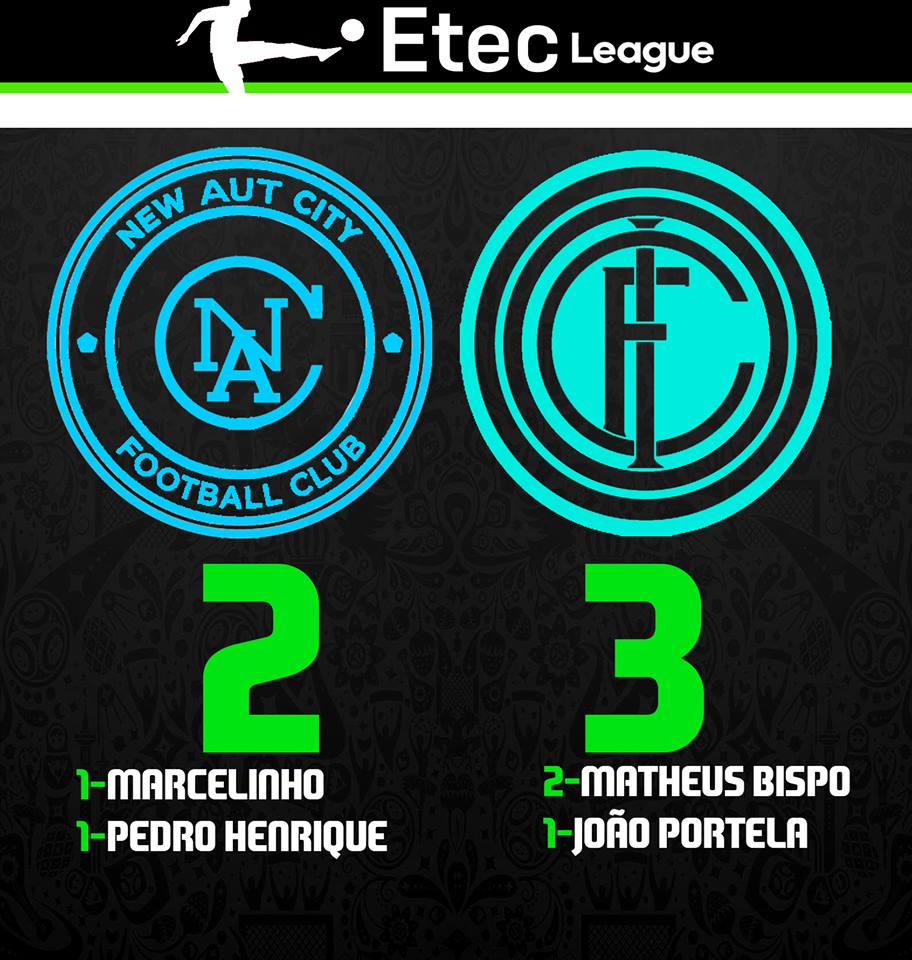 Etec League
NEW AUT CITY
NAC
FOOTBALL CLUB
FC
2
3
1-MARCELINHO
1-PEDRO HENRIQUE
2-MATHEUS BISPO
1-JOÃO PORTELA